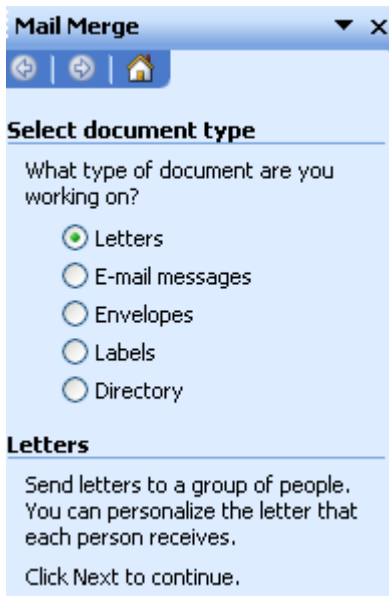 Mail Merge
Select document type
What type of document are you
working on?
Letters
E-mail messages
Envelopes
Labels
Directory
Letters
Send letters to a group of people.
You can personalize the letter that
each person receives.
Click Next to continue.